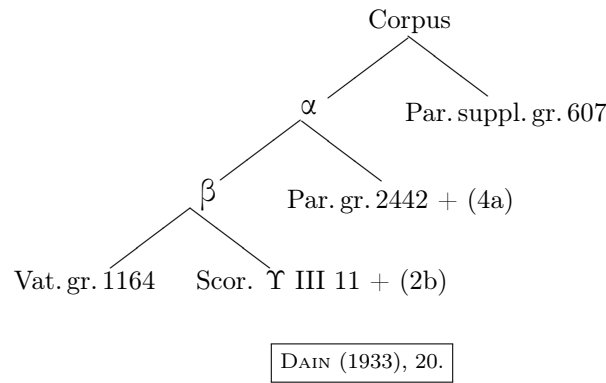 Corpus
α
Par. suppl. gr. 607
β
Par. gr. 2442 + (4a)
Vat. gr. 1164
Scor. ϒ III 11 + (2b)
DAIN (1933), 20.